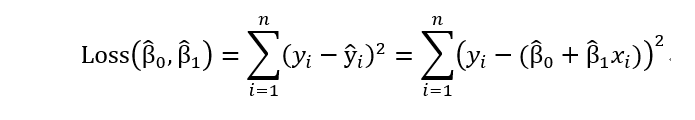 Loss(β̂₀, β̂₁) = ∑ᵢ₌₁ⁿ (yᵢ − ŷᵢ)² = ∑ᵢ₌₁ⁿ (yᵢ − (β̂₀ + β̂₁xᵢ))².